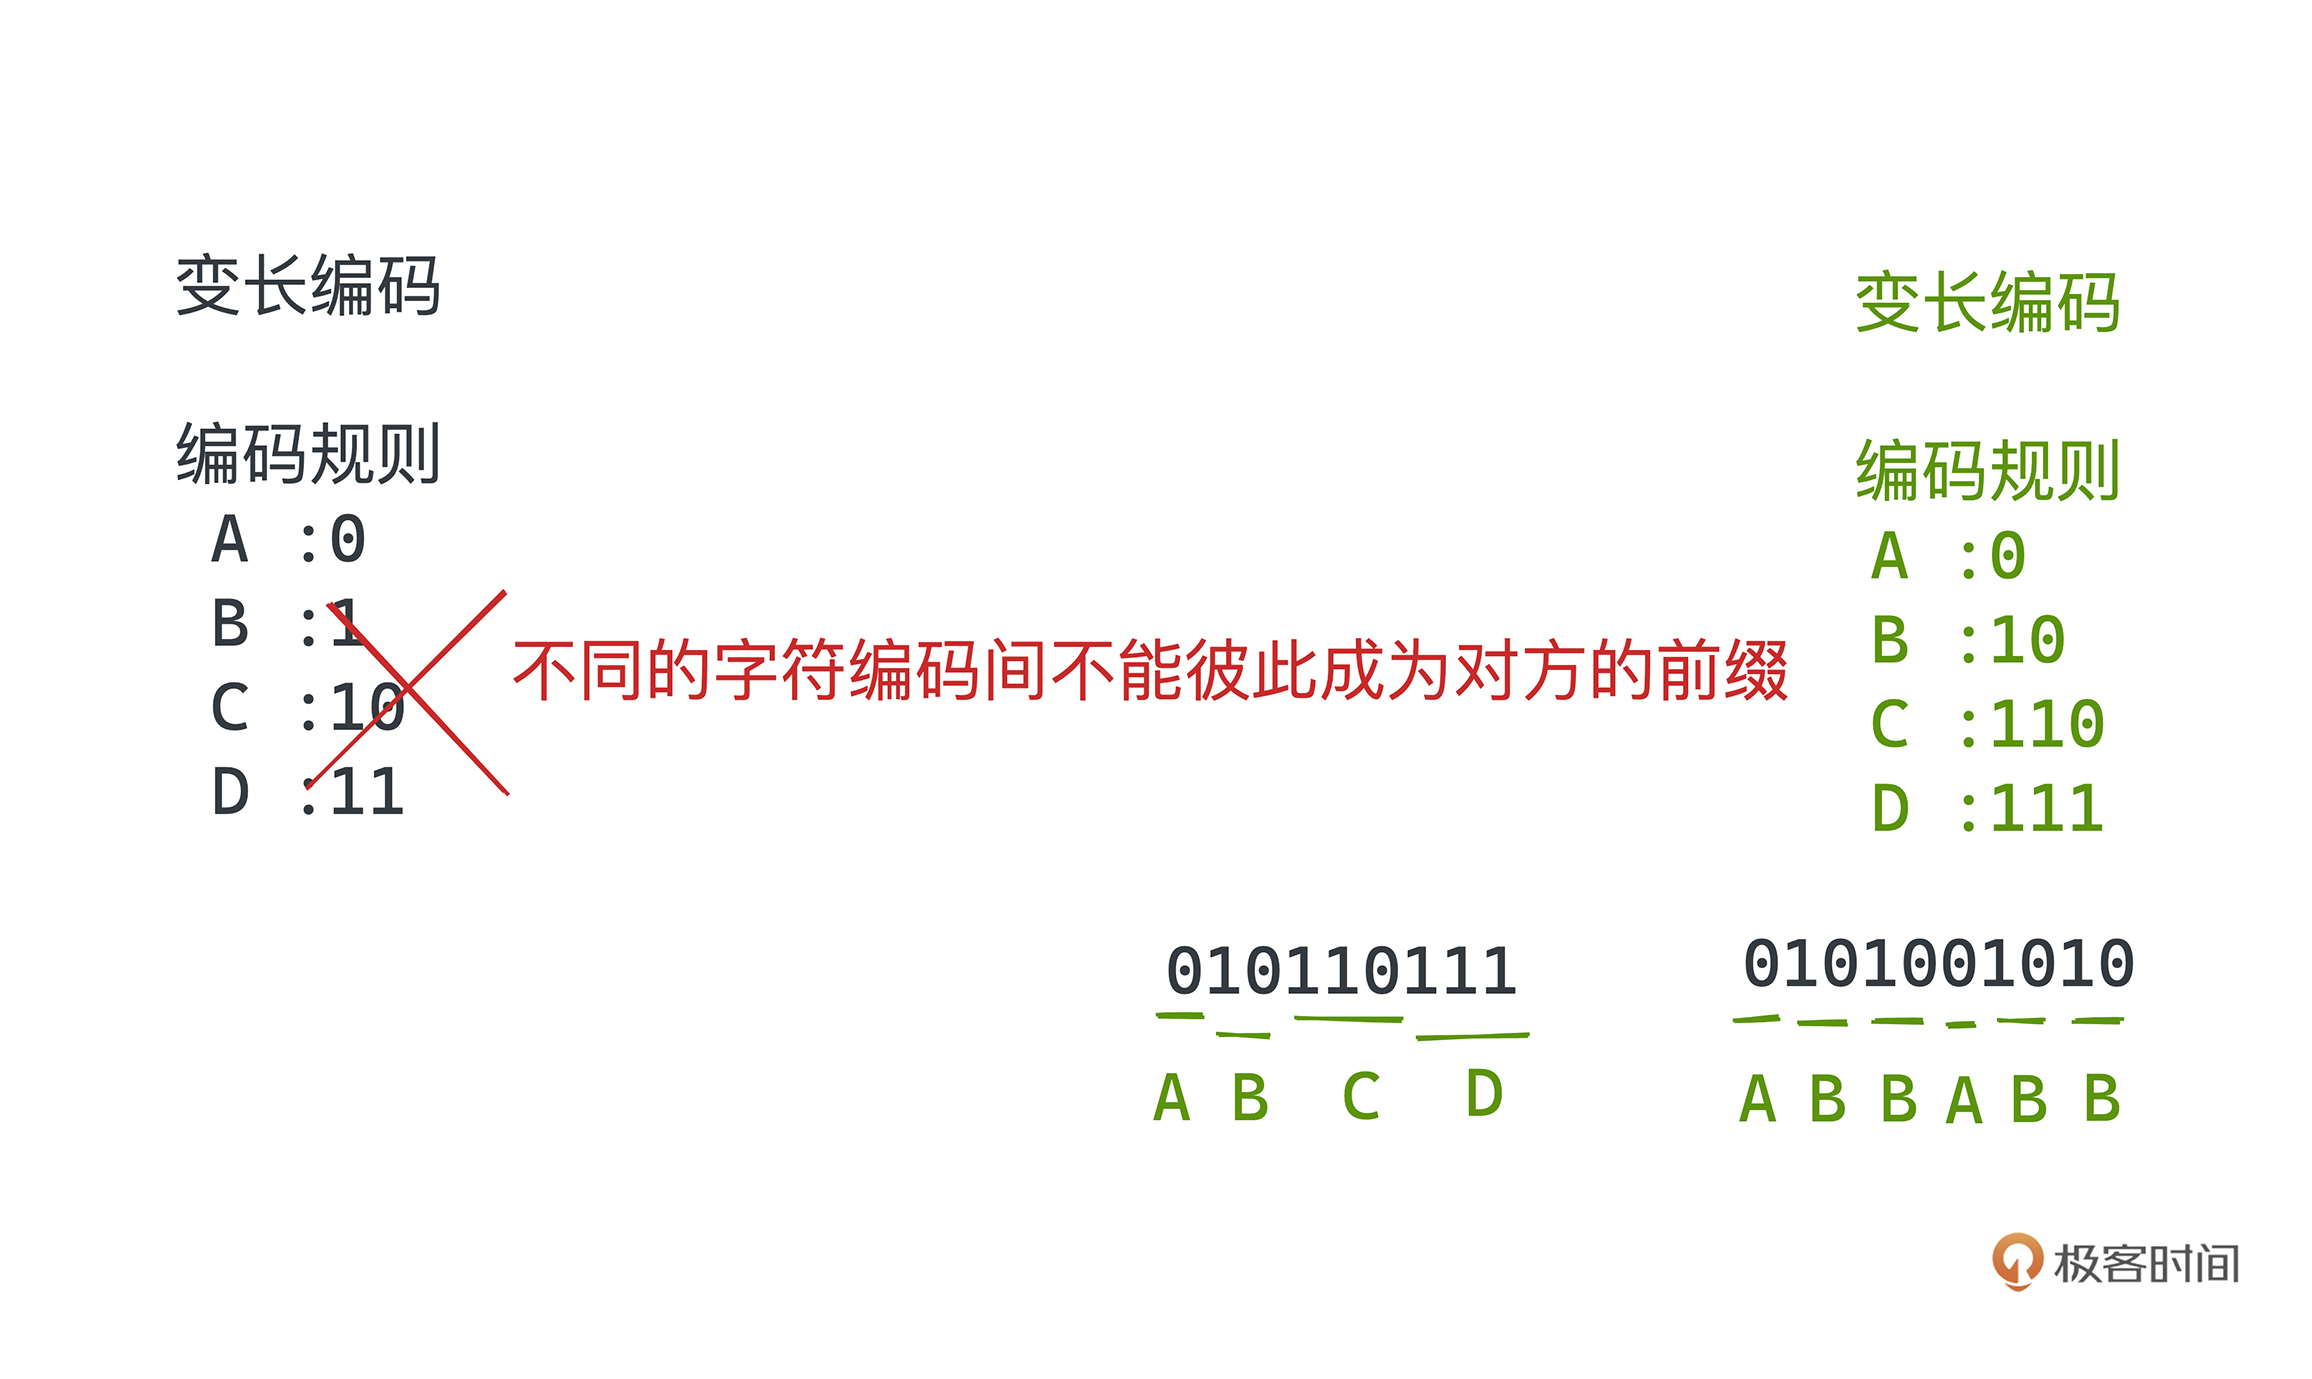 变长编码
编码规则
A :0
B :1
C :10
D :11
不同的字符编码间不能彼此成为对方的前缀
变长编码
编码规则
A :0
B :10
C :110
D :111
010110111
A B C D
0101001010
A B B A B B
极客时间